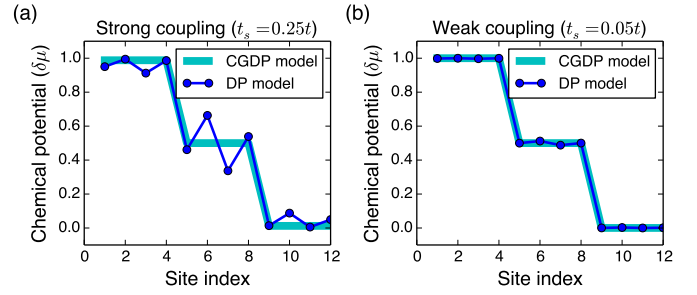 (a)
Strong coupling (t_s = 0.25t)
Chemical potential (δμ)
1.0
0.8
0.6
0.4
0.2
0.0
CGDP model
DP model
0 2 4 6 8 10 12
Site index
(b)
Weak coupling (t_s = 0.05t)
Chemical potential (δμ)
1.0
0.8
0.6
0.4
0.2
0.0
CGDP model
DP model
0 2 4 6 8 10 12
Site index